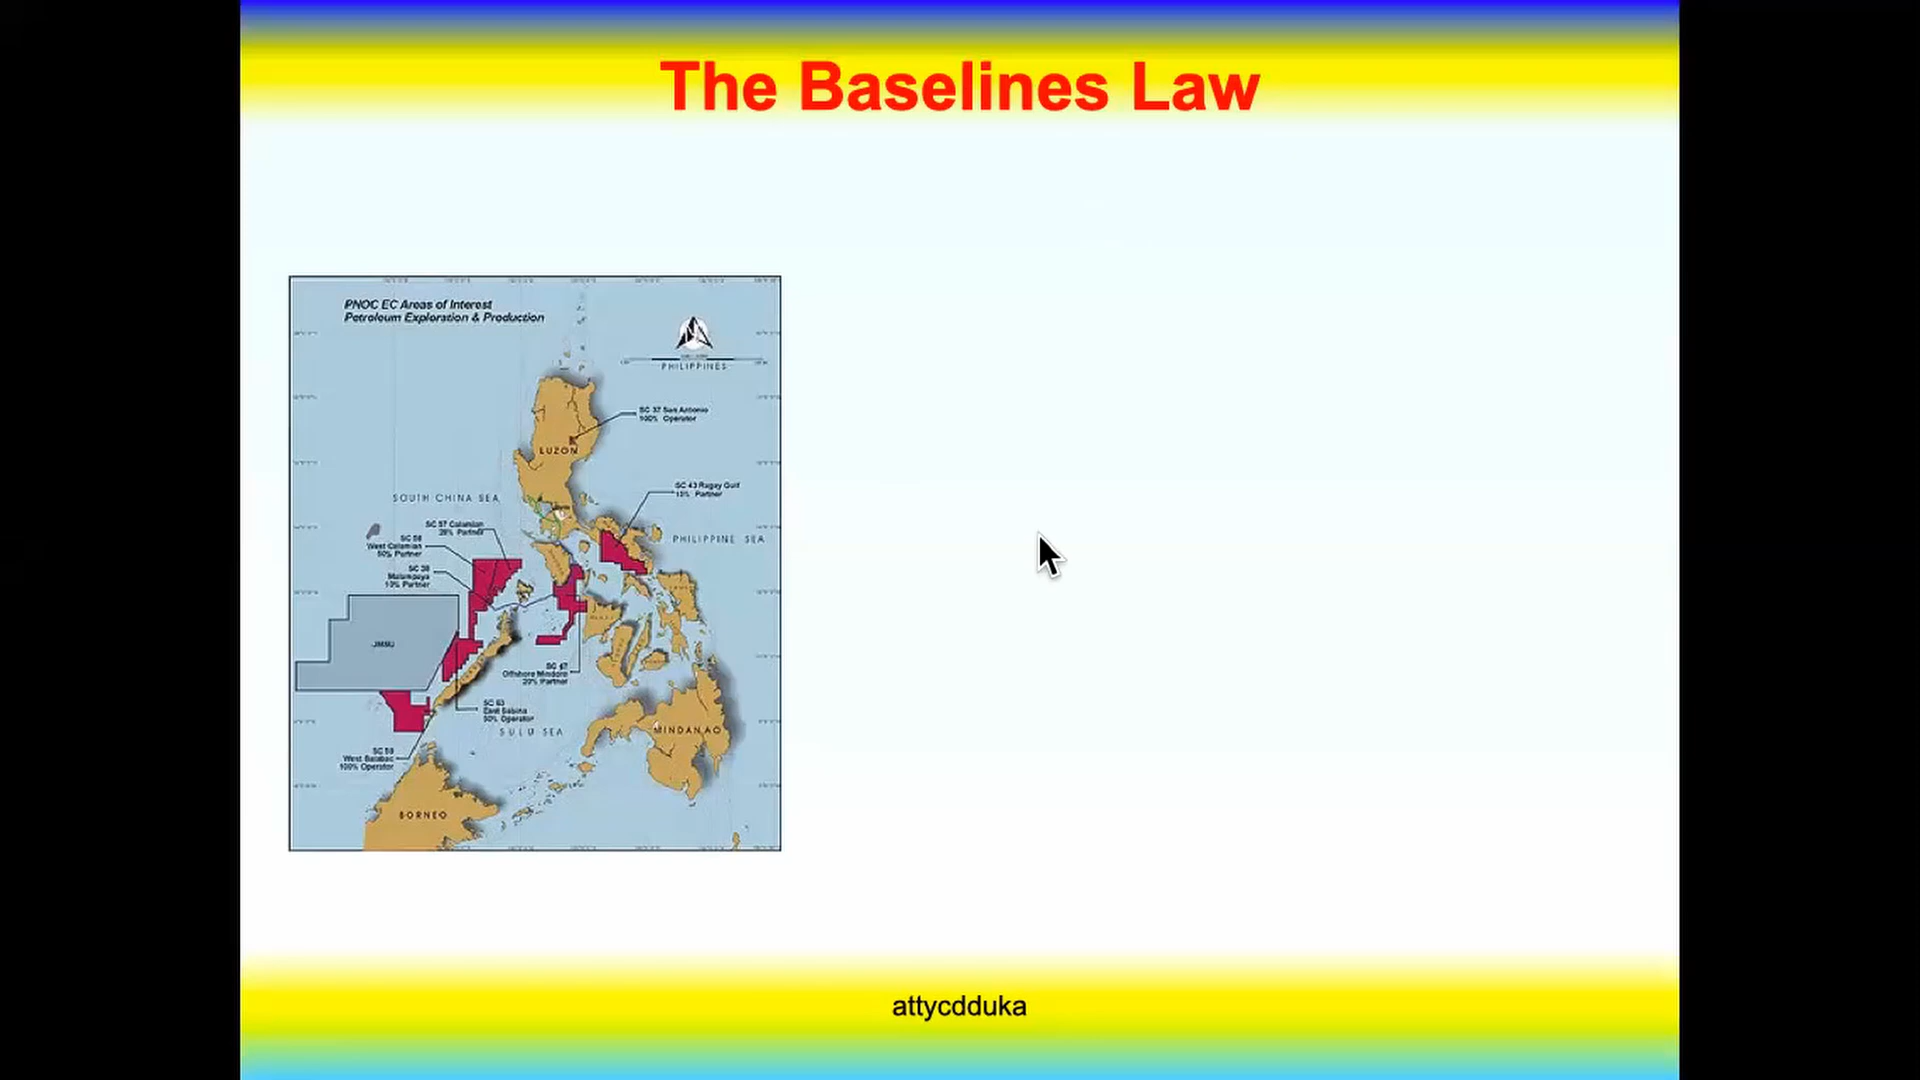 The Baselines Law
PNOC EC Areas of Interest
Petroleum Exploration & Production
PHILIPPINES
SC 37 San Antonio
100% Operator
LUZON
SC 43 Ragay Gulf
15% Partner
SOUTH CHINA SEA
PHILIPPINE SEA
SC 57 Calamian
28% Partner
SC 58
West Calamian
50% Partner
SC 38
Malampaya
10% Partner
JMSU
SC 47
Offshore Mindoro
20% Partner
SC 63
East Sabina
50% Operator
SULU SEA
MINDANAO
SC 59
West Balabac
100% Operator
BORNEO
attycdduka